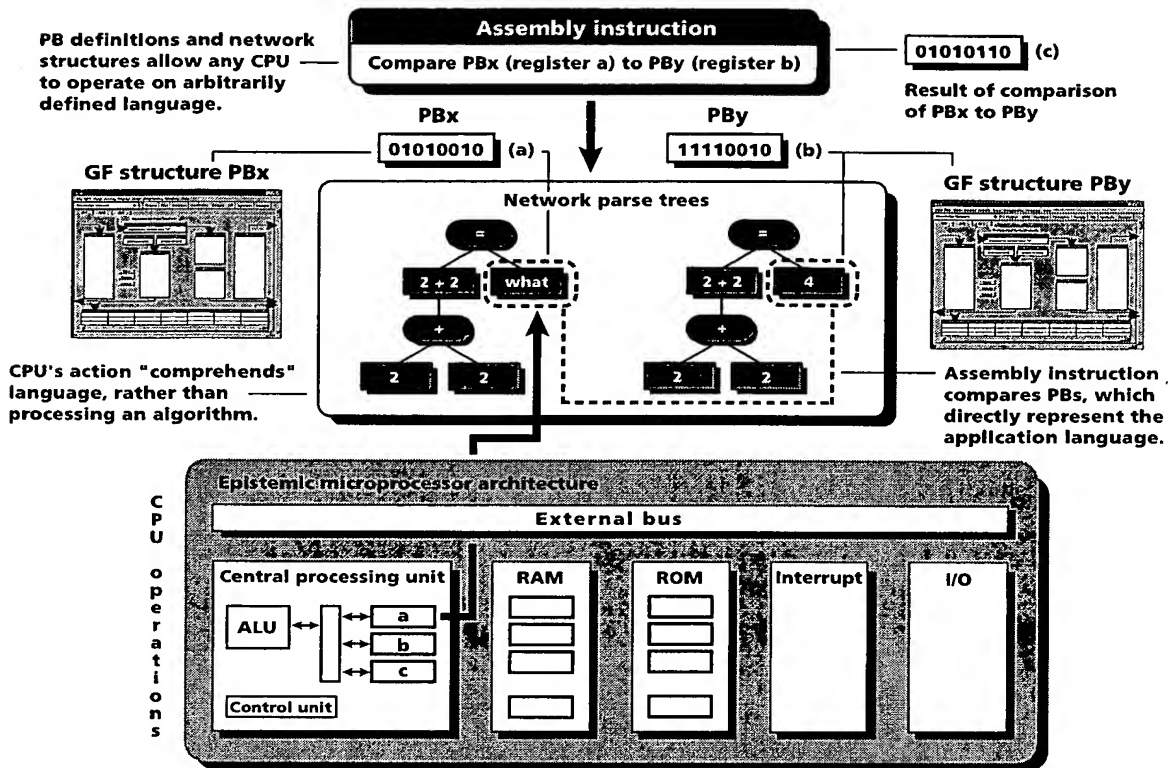 Assembly instruction
Compare PBx (register a) to PBy (register b)
PB definitions and network
structures allow any CPU
to operate on arbitrarily
defined language.
01010110 (c)
Result of comparison
of PBx to PBy
PBx
01010010 (a)
PBy
11110010 (b)
GF structure PBx
GF structure PBy
Network parse trees
=
2 + 2
what
+
2
2
=
2 + 2
4
+
2
2
CPU's action "comprehends"
language, rather than
processing an algorithm.
Assembly instruction
compares PBs, which
directly represent the
application language.
CPU operations
Epistemic microprocessor architecture
External bus
Central processing unit
ALU
a
b
c
Control unit
RAM
ROM
Interrupt
I/O